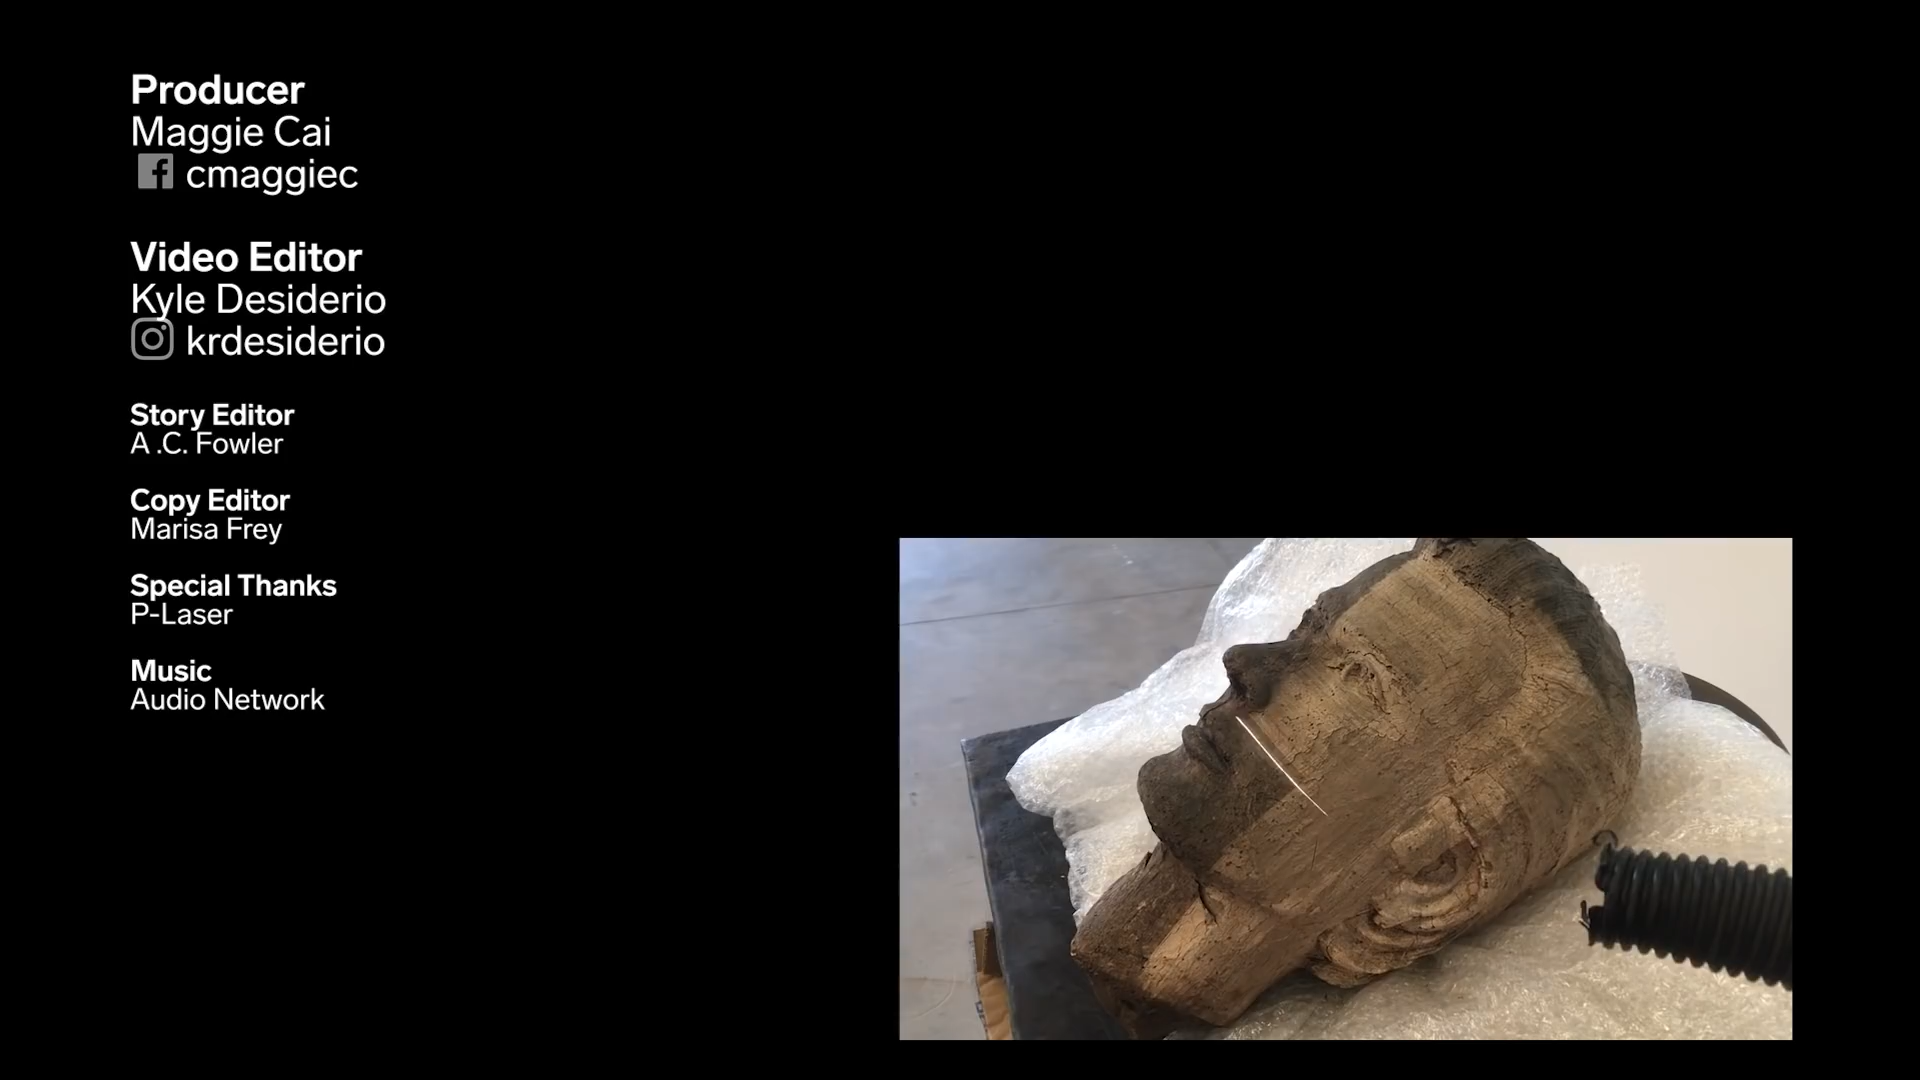 Producer
Maggie Cai
cmaggiec
Video Editor
Kyle Desiderio
krdesiderio
Story Editor
A .C. Fowler
Copy Editor
Marisa Frey
Special Thanks
P-Laser
Music
Audio Network